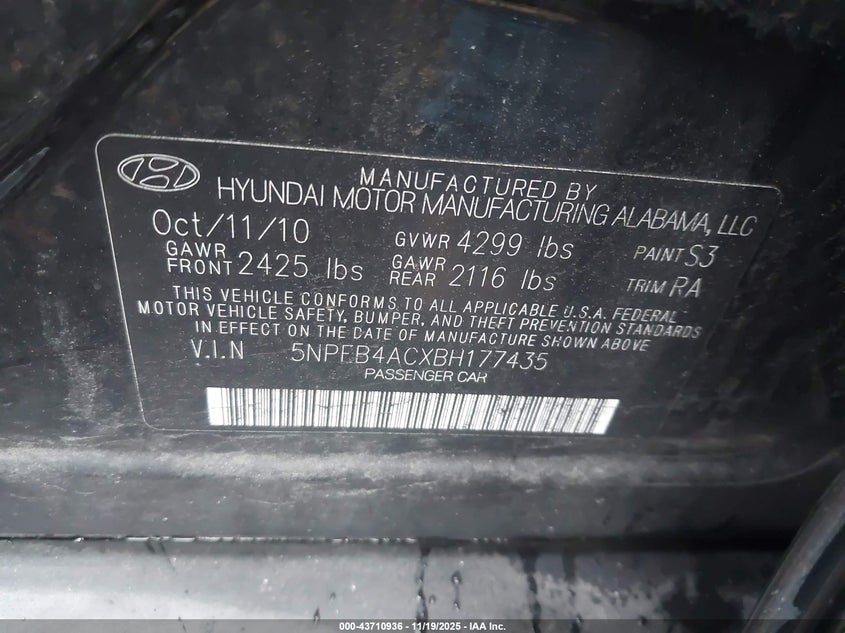 MANUFACTURED BY
HYUNDAI MOTOR MANUFACTURING ALABAMA, LLC
Oct/11/10 GVWR 4299 lbs PAINT S3
GAWR FRONT 2425 lbs GAWR REAR 2116 lbs TRIM RA
THIS VEHICLE CONFORMS TO ALL APPLICABLE U.S.A. FEDERAL
MOTOR VEHICLE SAFETY, BUMPER, AND THEFT PREVENTION STANDARDS
IN EFFECT ON THE DATE OF MANUFACTURE SHOWN ABOVE
V.I.N 5NPEB4ACXBH177435
PASSENGER CAR
000-43710936 - 11/19/2025 - IAA Inc.